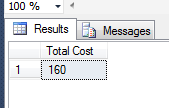 100 %
Results Messages
Total Cost
1 160